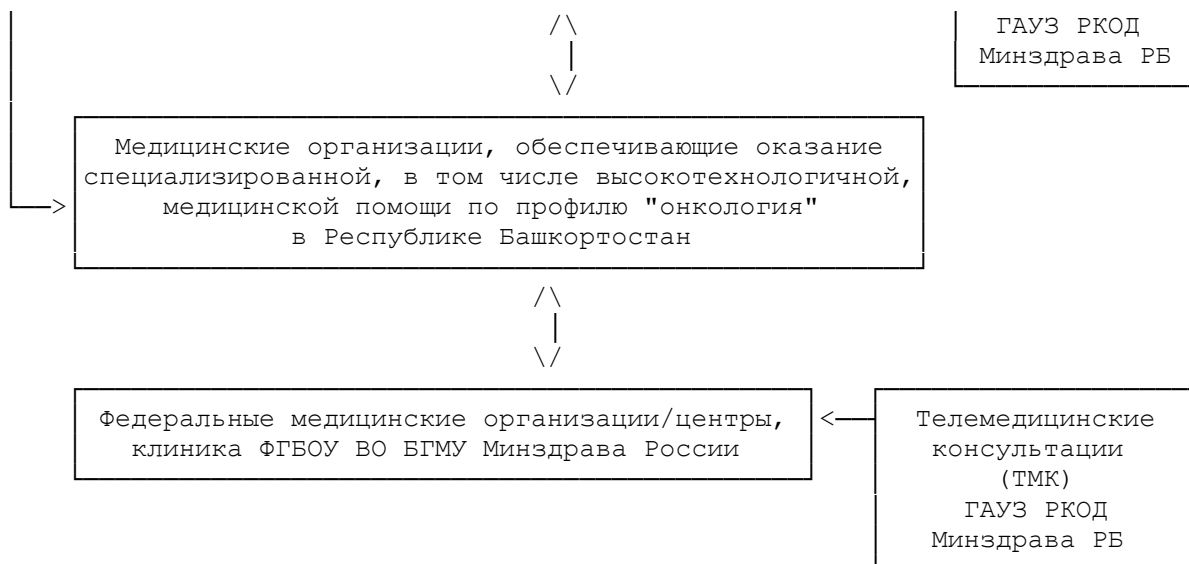 ГАУЗ РКОД
Минздрава РБ
Медицинские организации, обеспечивающие оказание
специализированной, в том числе высокотехнологичной,
медицинской помощи по профилю "онкология"
в Республике Башкортостан
Федеральные медицинские организации/центры,
клиника ФГБОУ ВО БГМУ Минздрава России
Телемедицинские
консультации
(ТМК)
ГАУЗ РКОД
Минздрава РБ